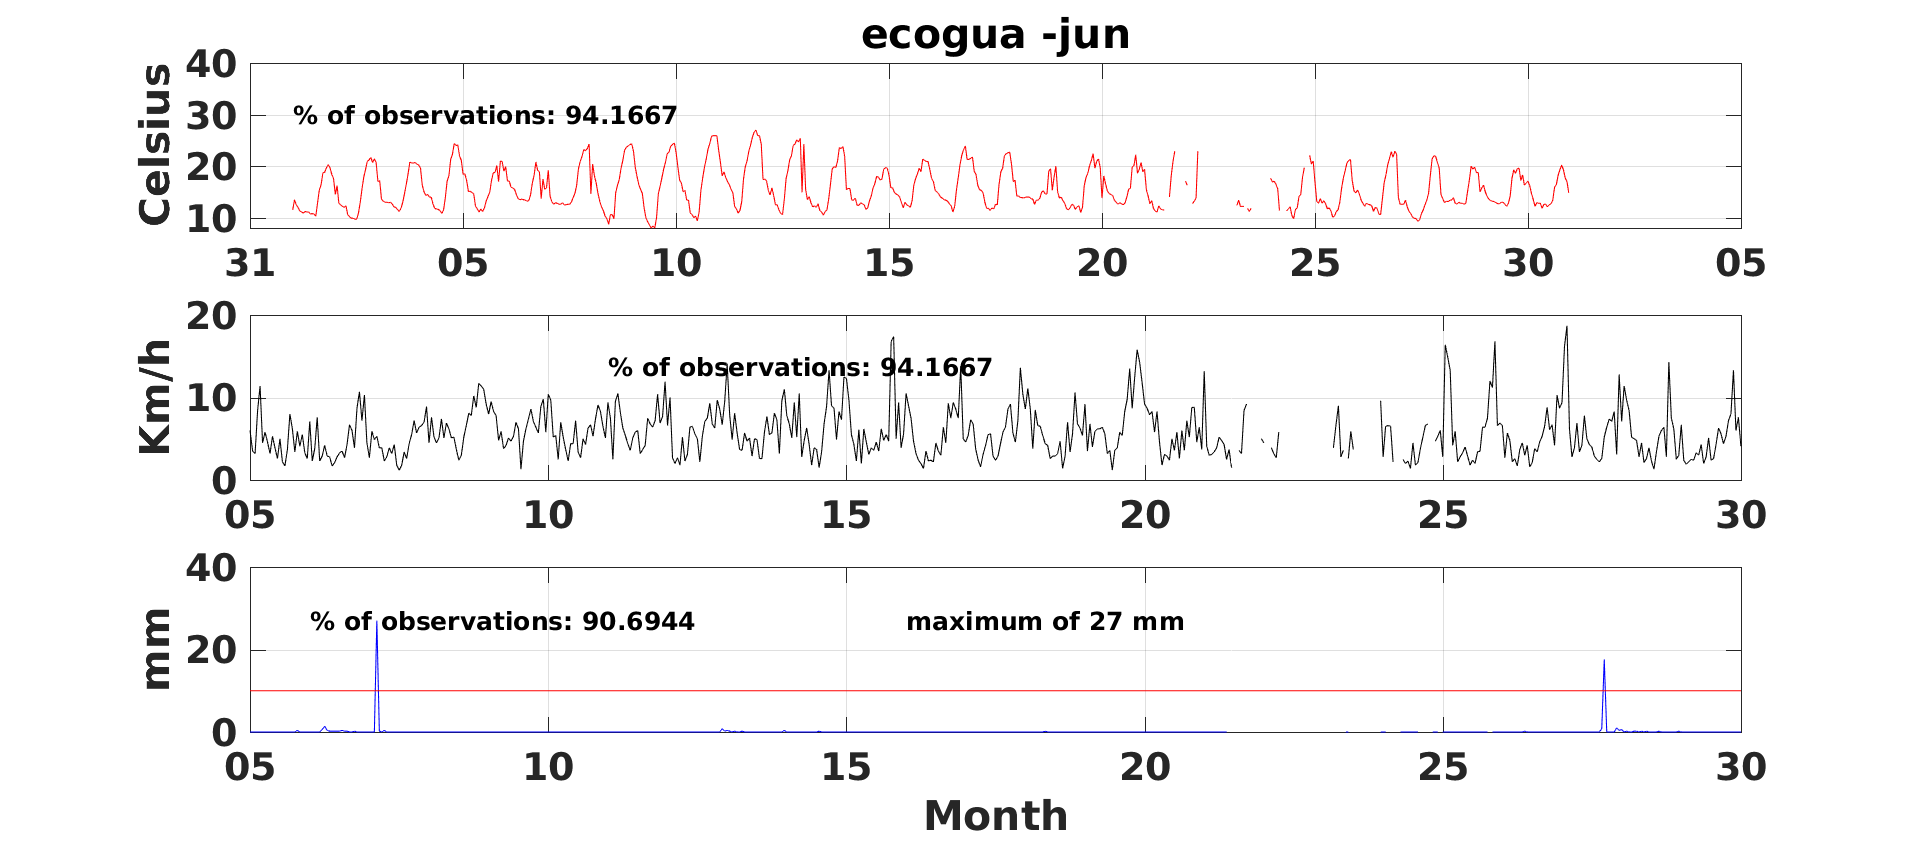 ecogua -jun
Celsius
40
30
20
10
% of observations: 94.1667
31 05 10 15 20 25 30 05
Km/h
20
10
0
% of observations: 94.1667
05 10 15 20 25 30
mm
40
20
0
% of observations: 90.6944 maximum of 27 mm
05 10 15 20 25 30
Month